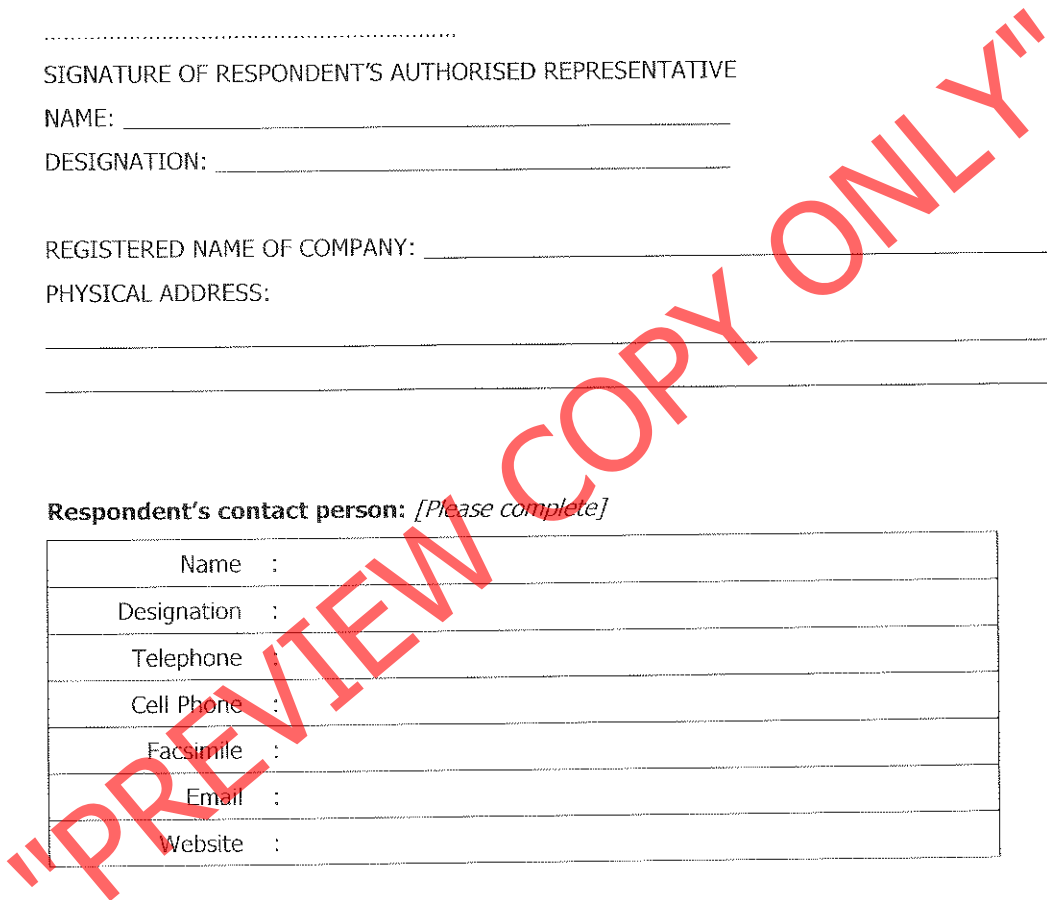 SIGNATURE OF RESPONDENT'S AUTHORISED REPRESENTATIVE
NAME:
DESIGNATION:
REGISTERED NAME OF COMPANY:
PHYSICAL ADDRESS:
Respondent's contact person: [Please complete]
Name :
Designation :
Telephone :
Cell Phone :
Facsimile :
Email :
Website :
"PREVIEW COPY ONLY"